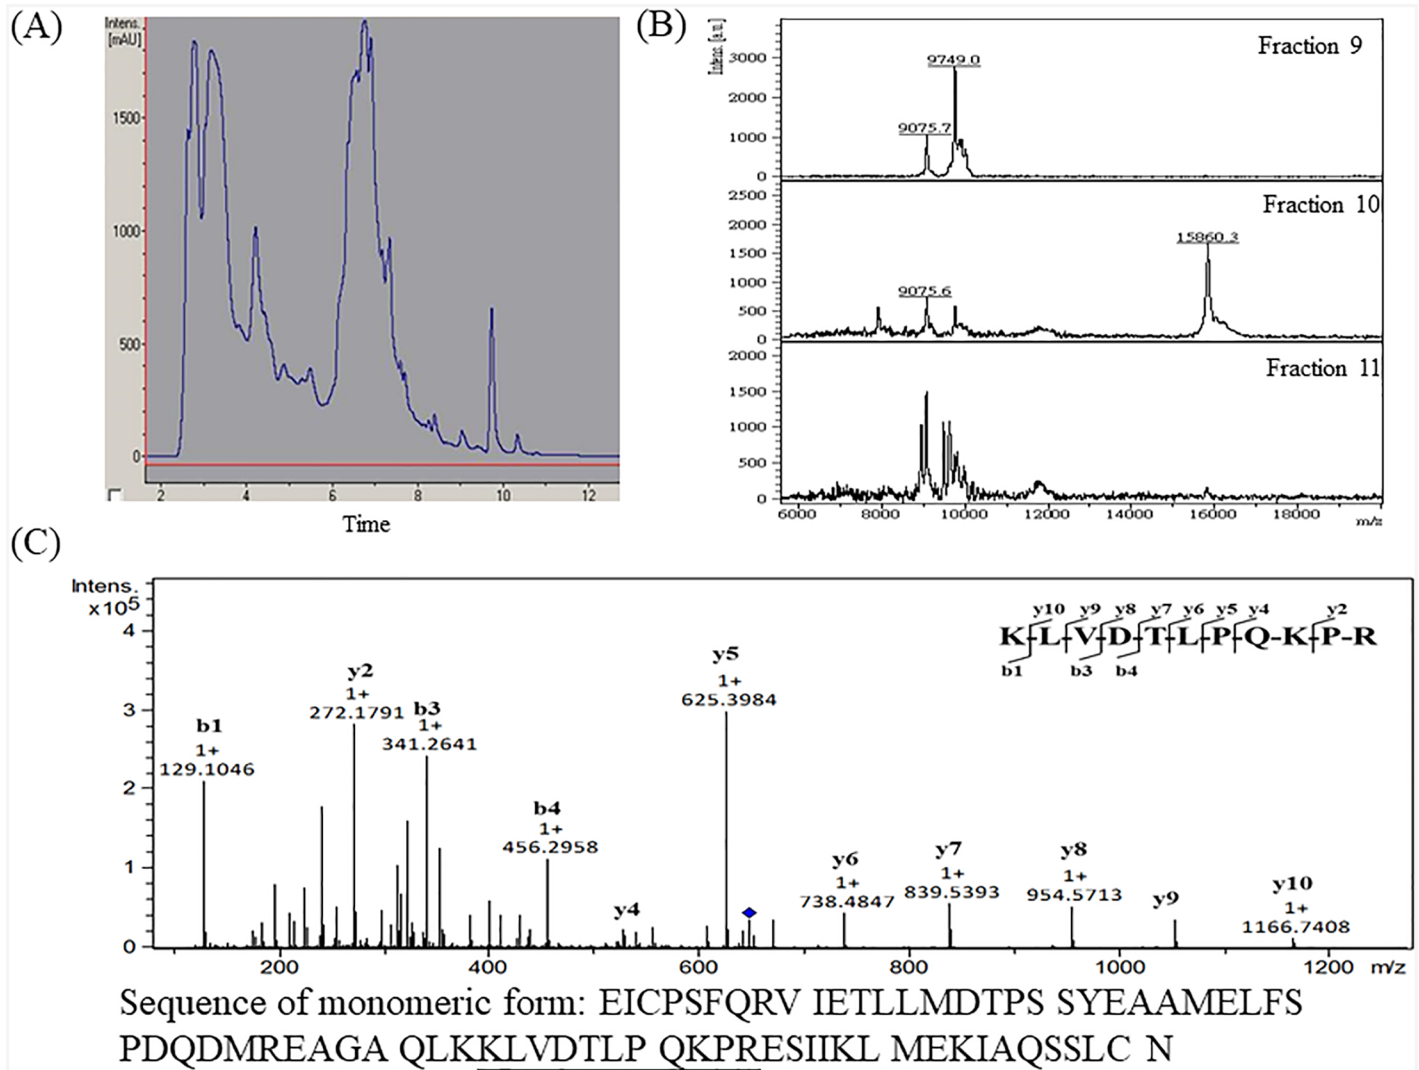 (A)
Intens.
[mAU]
1500
1000
500
0
2 4 6 8 10 12
Time
(B)
Intens. [a.u.]
Fraction 9
9749.0
9075.7
3000
2000
1000
0
Fraction 10
15860.3
9075.6
2500
2000
1500
1000
500
0
Fraction 11
2000
1500
1000
500
0
6000 8000 10000 12000 14000 16000 18000
m/z
(C)
Intens.
x10⁵
4
3
2
1
0
y10 y9 y8 y7 y6 y5 y4 y2
K-L-V-D-T-L-P-Q-K-P-R
b1 b3 b4
b1
1+
129.1046
y2
1+
272.1791
b3
1+
341.2641
b4
1+
456.2958
y4
y5
1+
625.3984
y6
1+
738.4847
y7
1+
839.5393
y8
1+
954.5713
y9
y10
1+
1166.7408
200 400 600 800 1000 1200 m/z
Sequence of monomeric form: EICPSFQRV IETLLMDTPS SYEAAMELFS
PDQDMREAGA QLKKLVDTLP QKPRESIIKL MEKIAQSSLC N